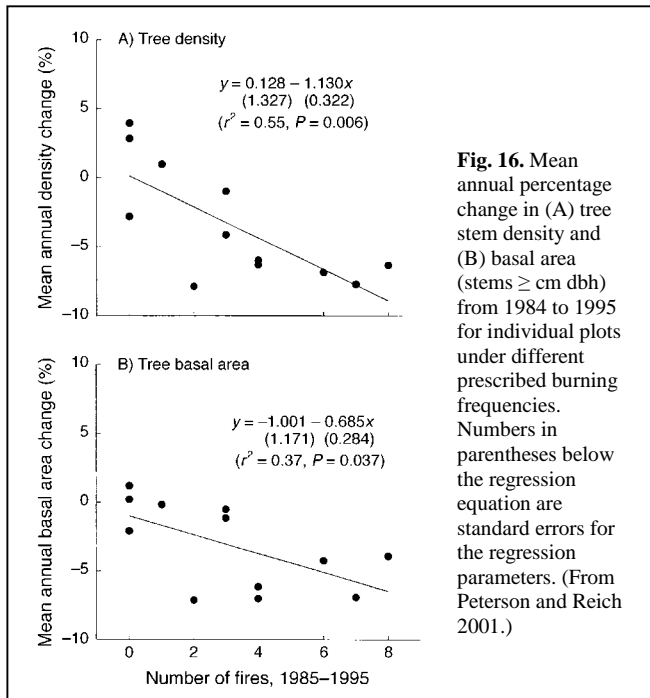 A) Tree density
y = 0.128 – 1.130x
(1.327) (0.322)
(r² = 0.55, P = 0.006)
Mean annual density change (%)
10
5
0
–5
–10
B) Tree basal area
y = –1.001 – 0.685x
(1.171) (0.284)
(r² = 0.37, P = 0.037)
Mean annual basal area change (%)
10
5
0
–5
–10
0 2 4 6 8
Number of fires, 1985–1995
Fig. 16. Mean
annual percentage
change in (A) tree
stem density and
(B) basal area
(stems ≥ cm dbh)
from 1984 to 1995
for individual plots
under different
prescribed burning
frequencies.
Numbers in
parentheses below
the regression
equation are
standard errors for
the regression
parameters. (From
Peterson and Reich
2001.)